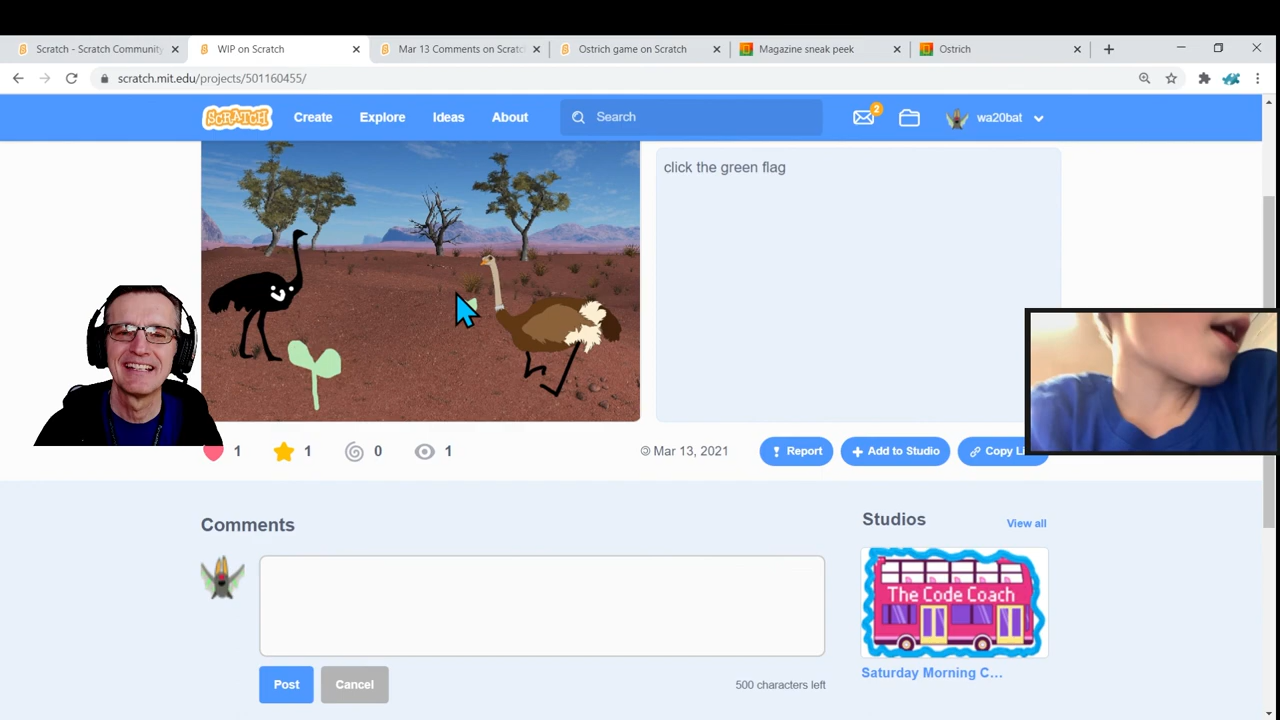 Scratch - Scratch Community
WIP on Scratch
Mar 13 Comments on Scratc
Ostrich game on Scratch
Magazine sneak peek
Ostrich
scratch.mit.edu/projects/501160455/
SCRATCH
Create
Explore
Ideas
About
Search
2
wa20bat
click the green flag
1
1
0
1
© Mar 13, 2021
Report
Add to Studio
Copy Li
Comments
Studios
View all
The Code Coach
Saturday Morning C...
Post
Cancel
500 characters left